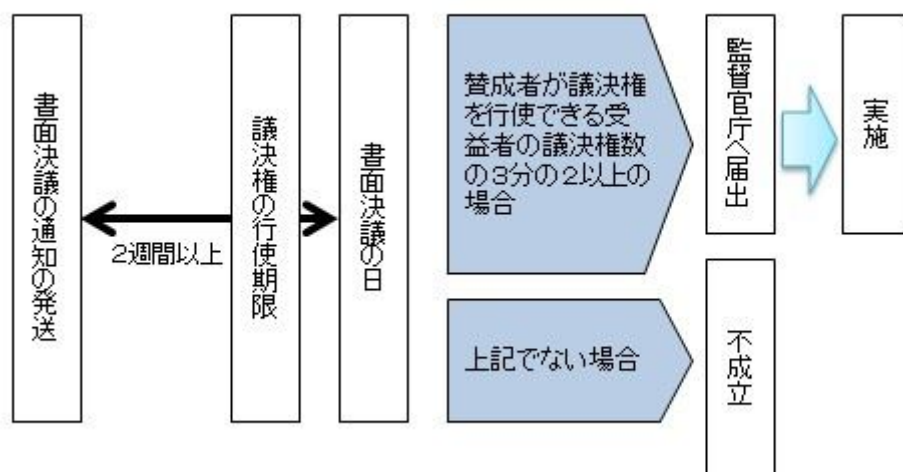 書面決議の通知の発送
2週間以上
議決権の行使期限
書面決議の日
賛成者が議決権
を行使できる受
益者の議決権数
の3分の2以上の
場合
監督官庁へ届出
実施
上記でない場合
不成立